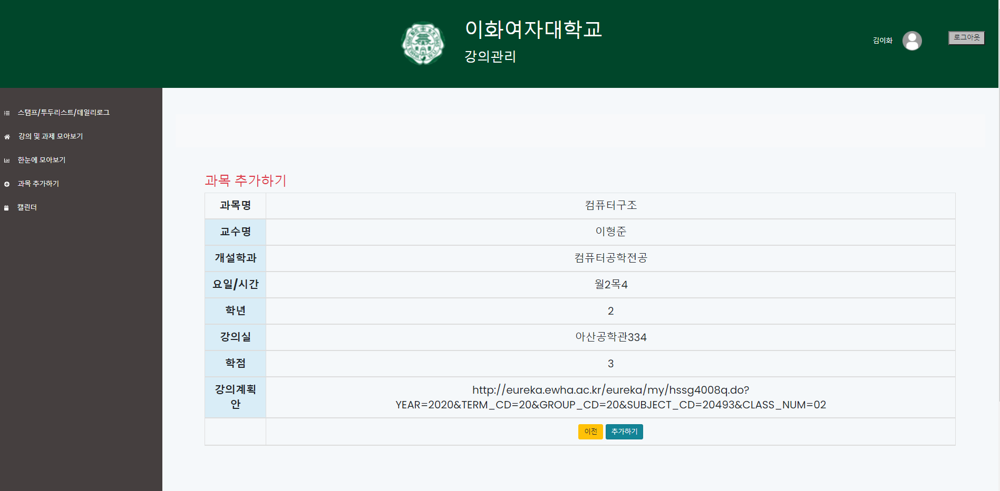 이화여자대학교
강의관리
김이화
로그아웃
스탬프/투두리스트/데일리로그
강의 및 과제 모아보기
한눈에 모아보기
과목 추가하기
캘린더
과목 추가하기
과목명 컴퓨터구조
교수명 이형준
개설학과 컴퓨터공학전공
요일/시간 월2목4
학년 2
강의실 아산공학관334
학점 3
강의계획
안
http://eureka.ewha.ac.kr/eureka/my/hssg4008q.do?
YEAR=2020&TERM_CD=20&GROUP_CD=20&SUBJECT_CD=20493&CLASS_NUM=02
이전 추가하기